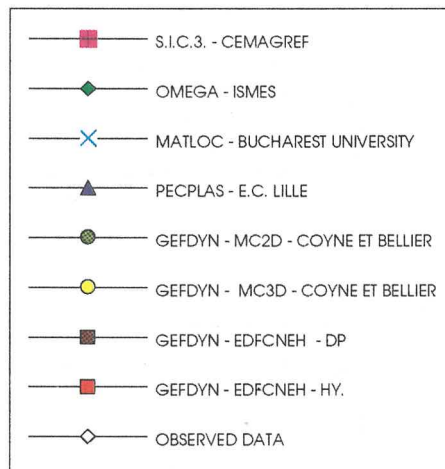 S.I.C.3. - CEMAGREF
OMEGA - ISMES
MATLOC - BUCHAREST UNIVERSITY
PECPLAS - E.C. LILLE
GEFDYN - MC2D - COYNE ET BELLIER
GEFDYN - MC3D - COYNE ET BELLIER
GEFDYN - EDFCNEH - DP
GEFDYN - EDFCNEH - HY.
OBSERVED DATA